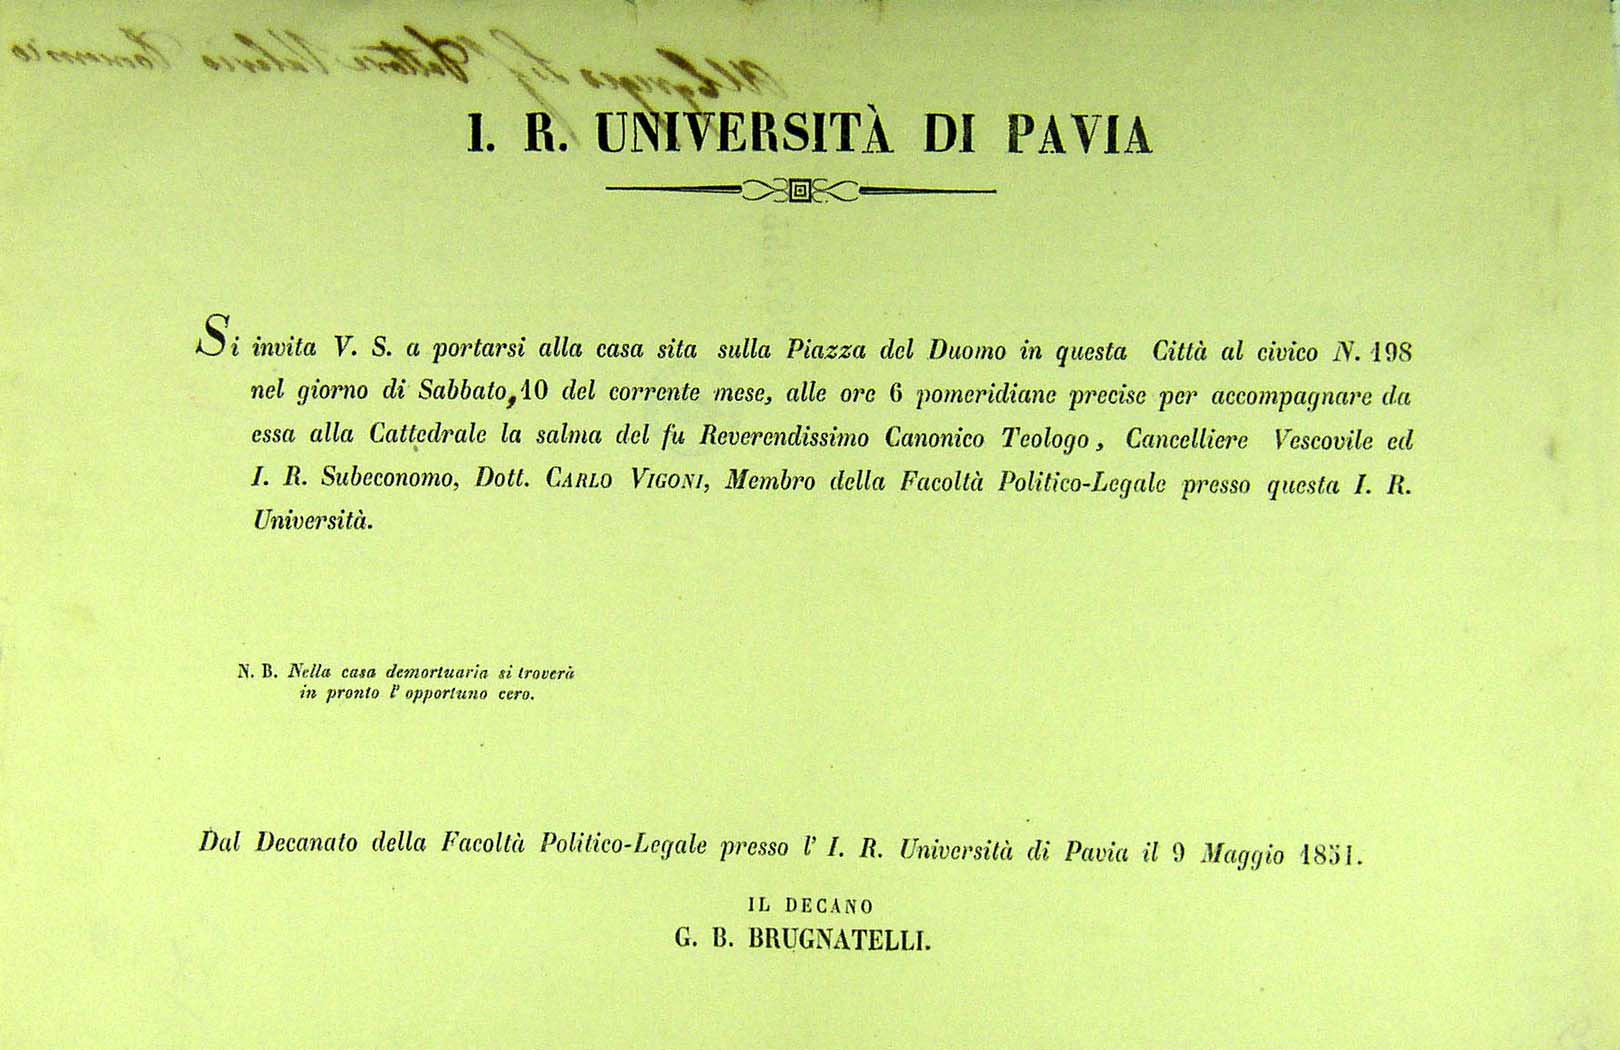 I. R. UNIVERSITÀ DI PAVIA
Si invita V. S. a portarsi alla casa sita sulla Piazza del Duomo in questa Città al civico N. 198
nel giorno di Sabbato, 10 del corrente mese, alle ore 6 pomeridiane precise per accompagnare da
essa alla Cattedrale la salma del fu Reverendissimo Canonico Teologo, Cancelliere Vescovile ed
I. R. Subeconomo, Dott. CARLO VIGONI, Membro della Facoltà Politico-Legale presso questa I. R.
Università.
N. B. Nella casa demortuaria si troverà
in pronto l' opportuno cero.
Dal Decanato della Facoltà Politico-Legale presso l' I. R. Università di Pavia il 9 Maggio 1851.
IL DECANO
G. B. BRUGNATELLI.